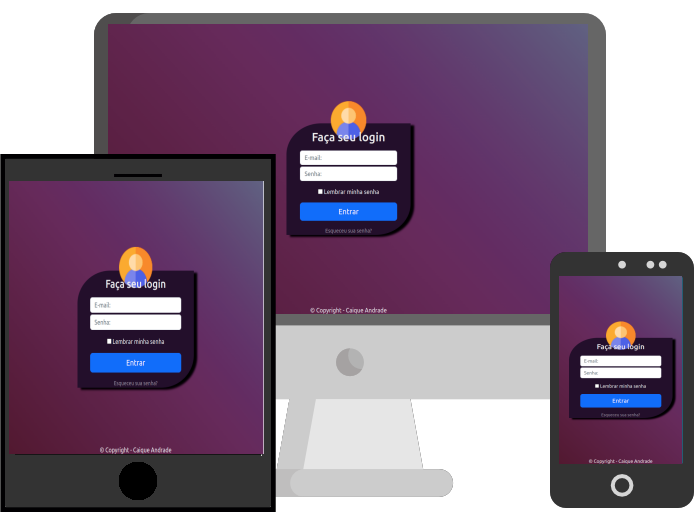 Faça seu login
E-mail:
Senha:
Lembrar minha senha
Entrar
Esqueceu sua senha?
© Copyright - Caique Andrade
Faça seu login
E-mail:
Senha:
Lembrar minha senha
Entrar
Esqueceu sua senha?
© Copyright - Caique Andrade
Faça seu login
E-mail:
Senha:
Lembrar minha senha
Entrar
Esqueceu sua senha?
© Copyright - Caique Andrade